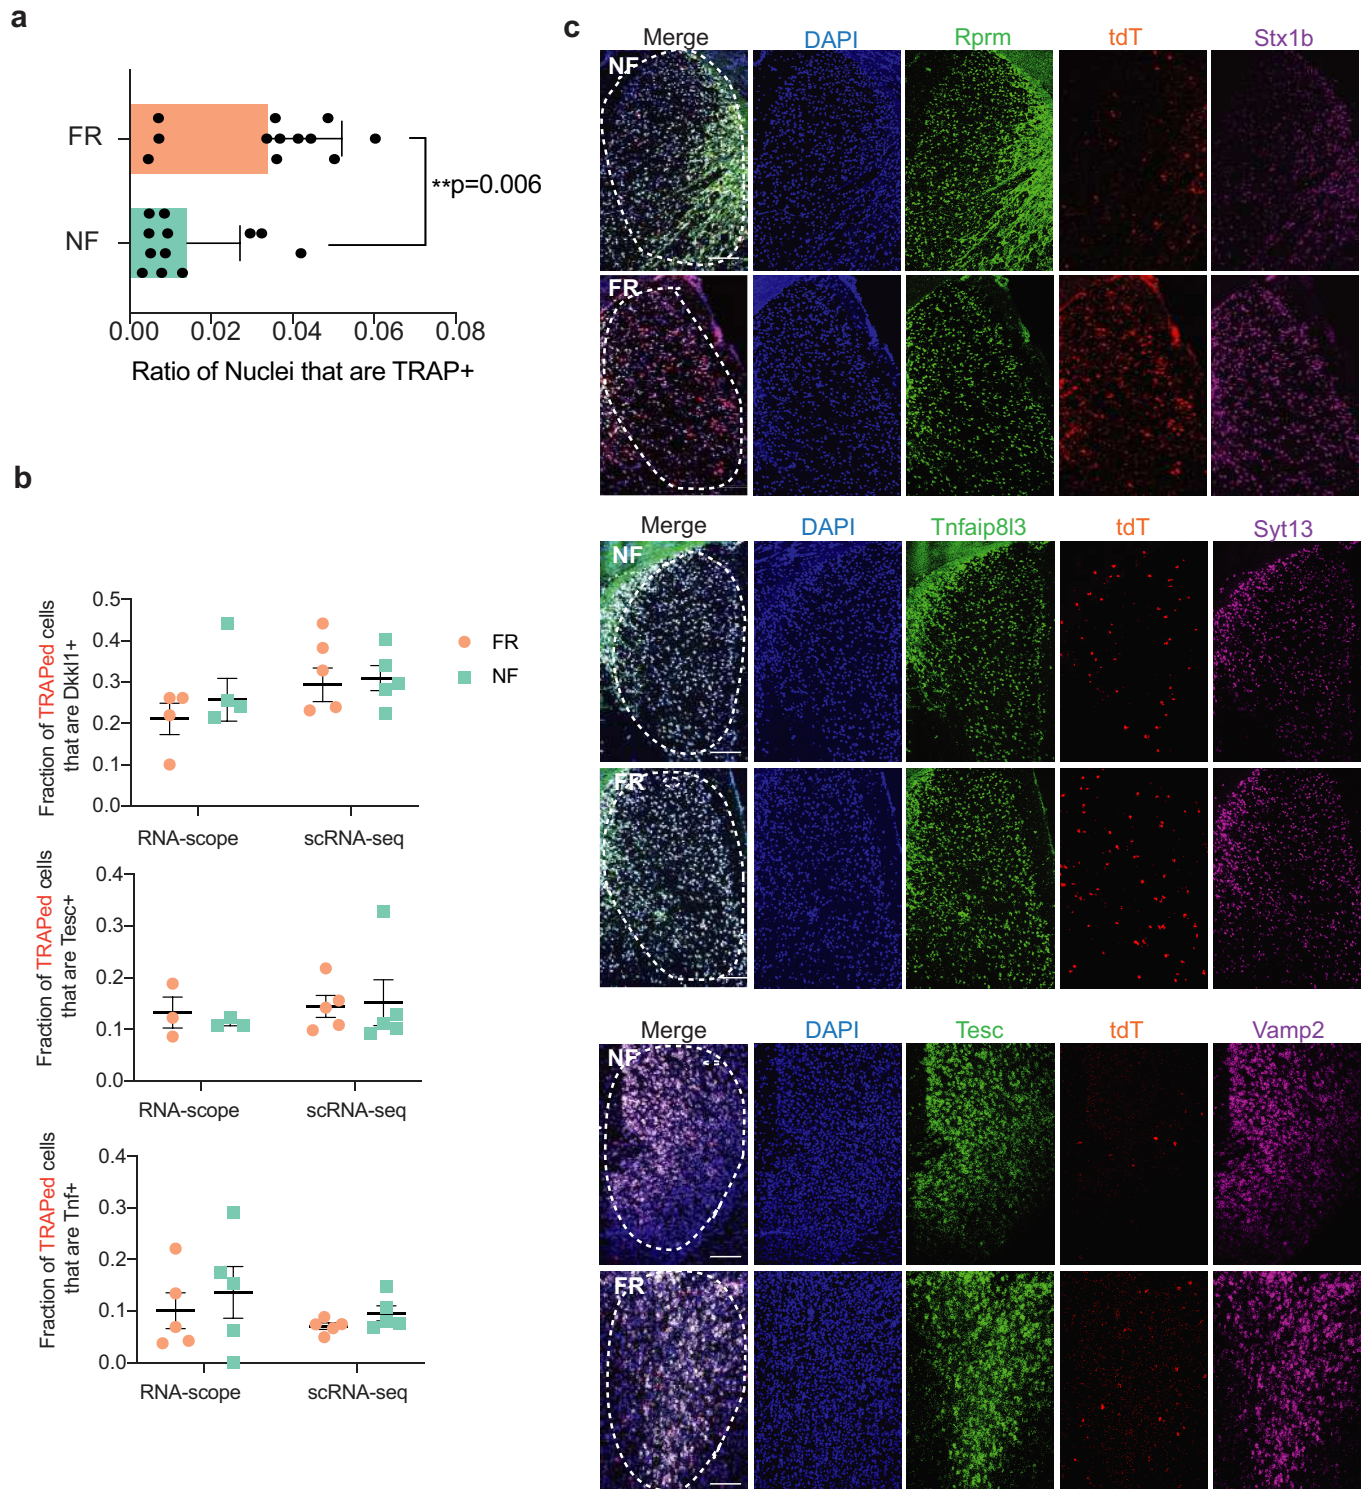 a
FR
NF
**p=0.006
0.00 0.02 0.04 0.06 0.08
Ratio of Nuclei that are TRAP+
b
Fraction of TRAPed cells
that are Dkkl1+
0.5
0.4
0.3
0.2
0.1
0.0
RNA-scope scRNA-seq
FR
NF
Fraction of TRAPed cells
that are Tesc+
0.4
0.3
0.2
0.1
0.0
RNA-scope scRNA-seq
Fraction of TRAPed cells
that are Tnf+
0.4
0.3
0.2
0.1
0.0
RNA-scope scRNA-seq
c
Merge DAPI Rprm tdT Stx1b
NF
FR
Merge DAPI Tnfaip8l3 tdT Syt13
NF
FR
Merge DAPI Tesc tdT Vamp2
NF
FR